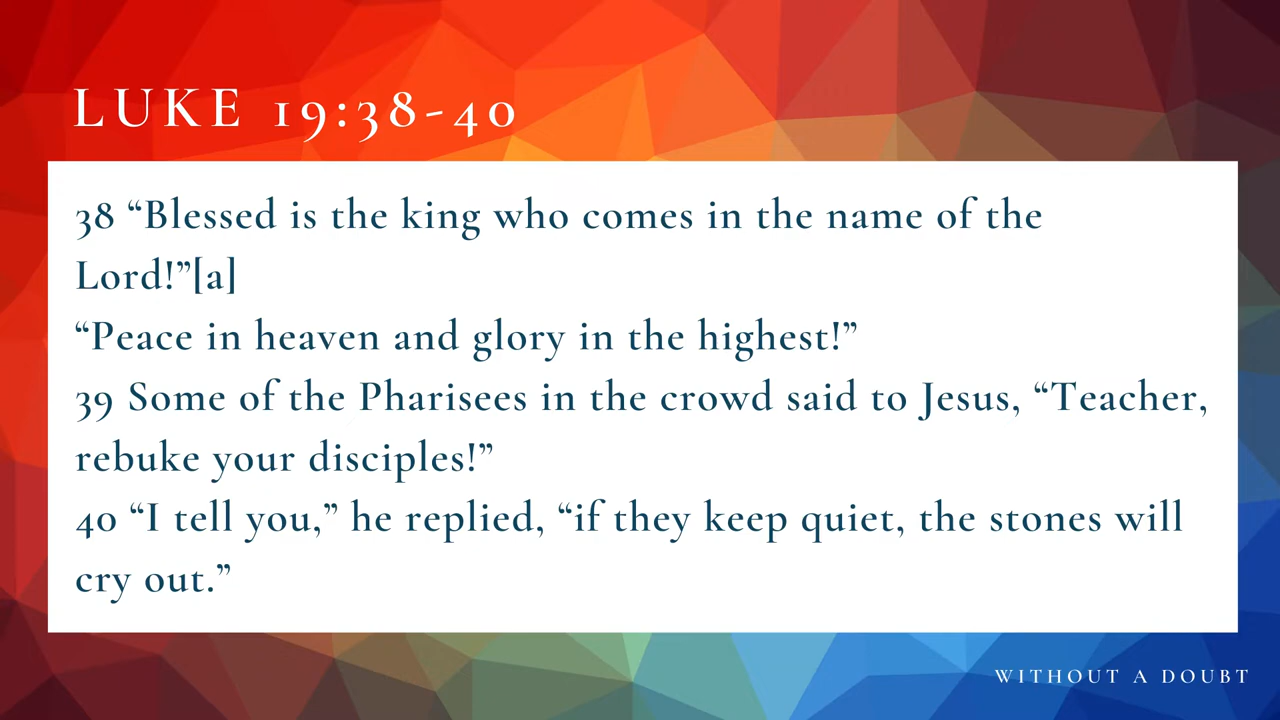 LUKE 19:38-40
38 “Blessed is the king who comes in the name of the
Lord!”[a]
“Peace in heaven and glory in the highest!”
39 Some of the Pharisees in the crowd said to Jesus, “Teacher,
rebuke your disciples!”
40 “I tell you,” he replied, “if they keep quiet, the stones will
cry out.”
WITHOUT A DOUBT